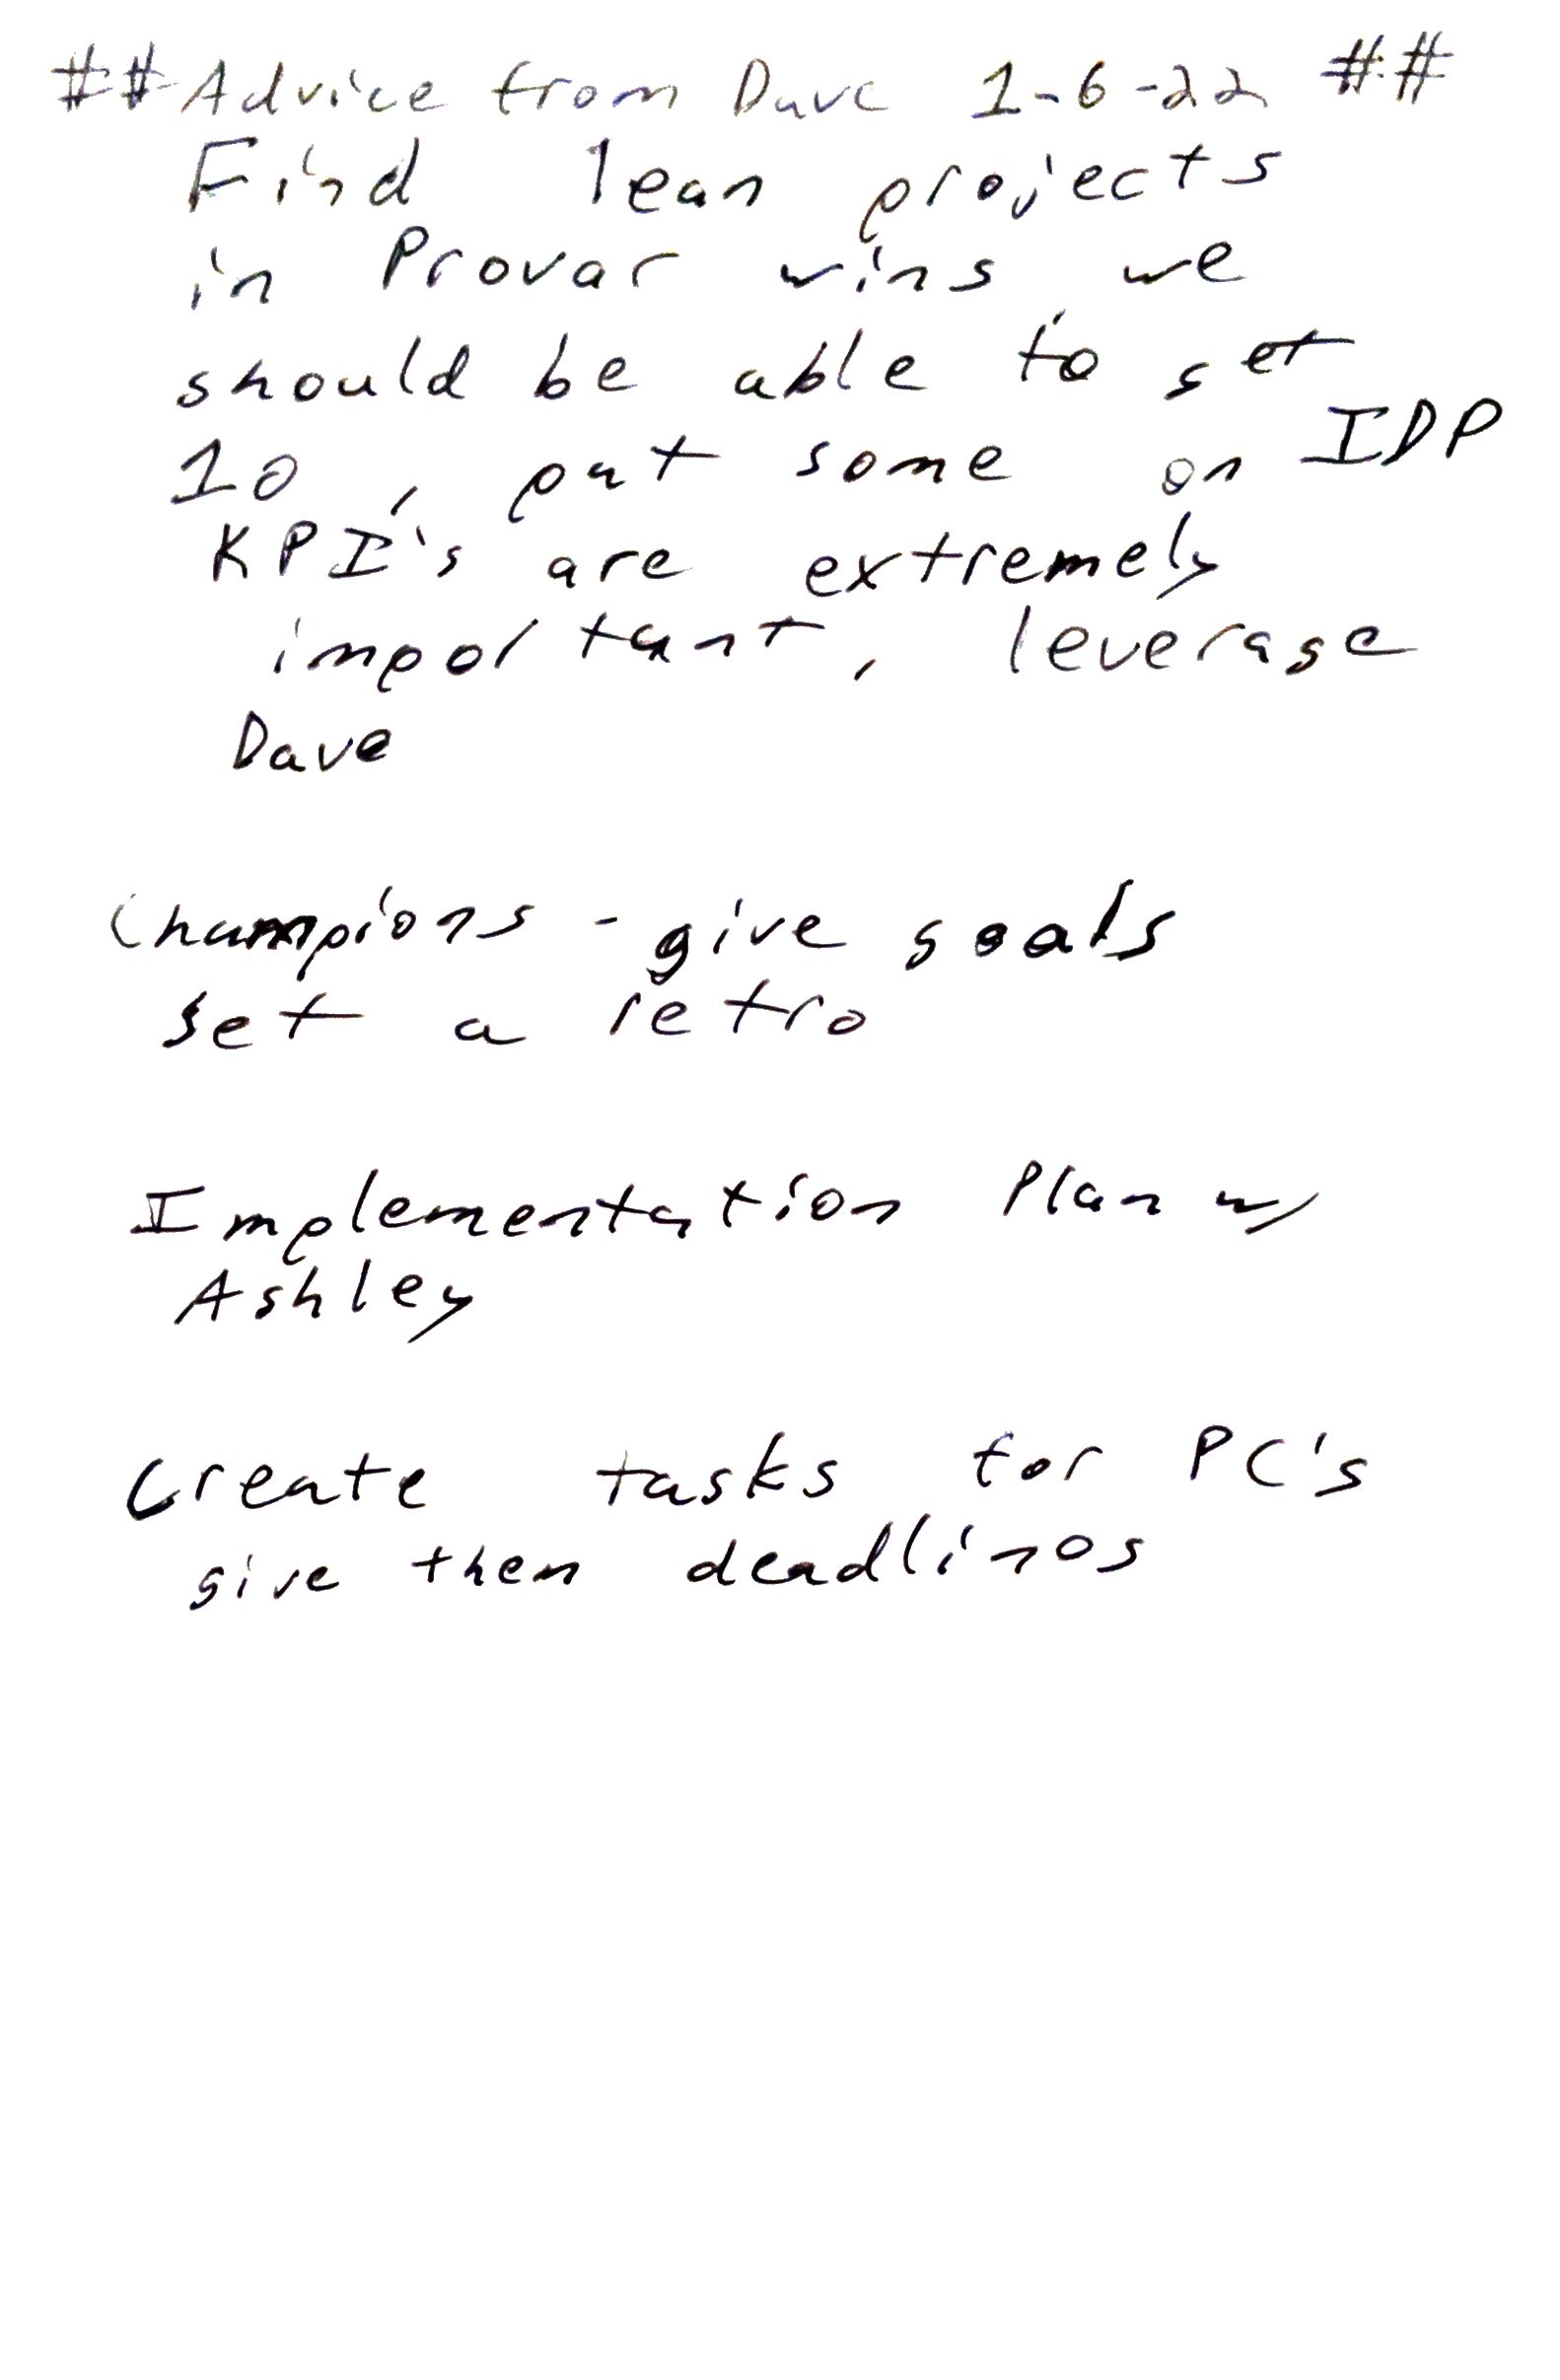 ## Advice from Dave 1-6-22 ##
Find lean projects
in Provar wins we
should be able to get
10, put some on IDP
KPI's are extremely
important, leverage
Dave
Champions - give goals
set a retro
Implementation Plan w/
Ashley
Create tasks for PC's
give them deadlines